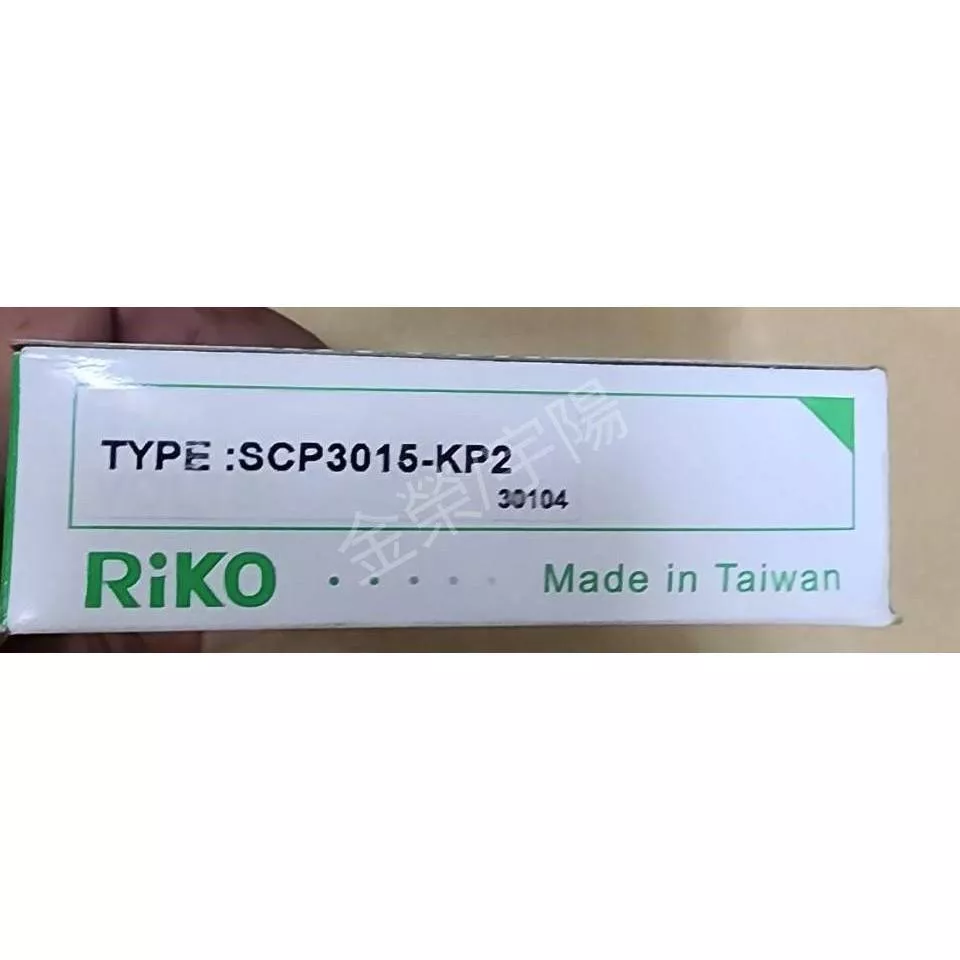 TYPE :SCP3015-KP2
30104
RiKO
Made in Taiwan
金榮/宇陽